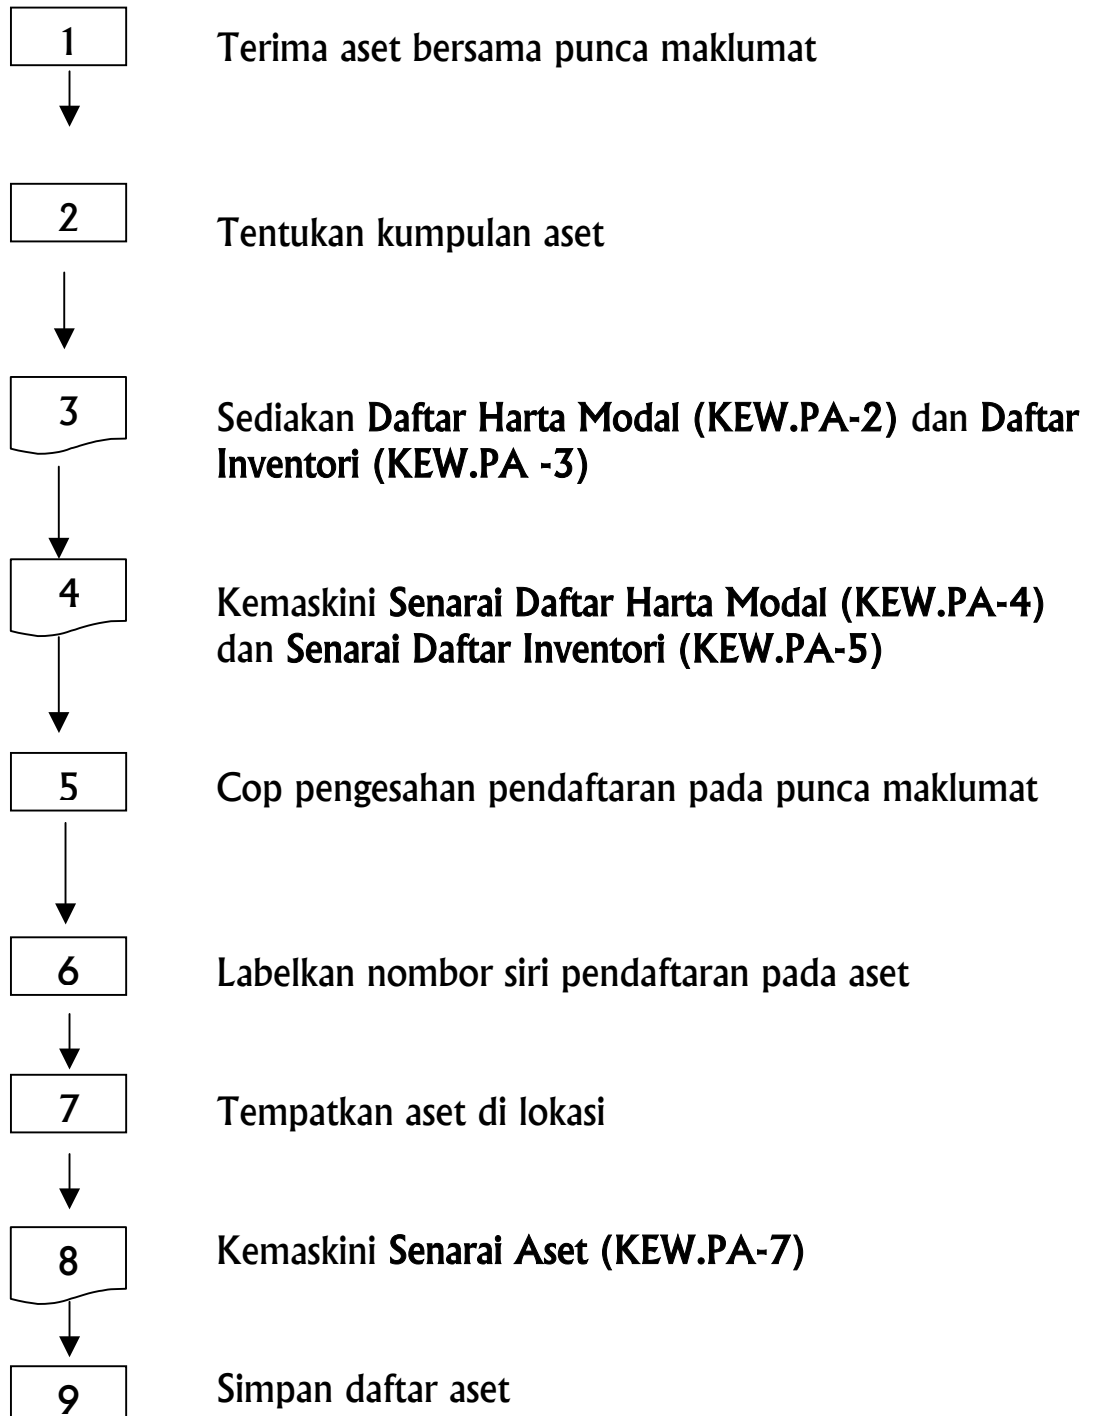 1 Terima aset bersama punca maklumat
2 Tentukan kumpulan aset
3 Sediakan Daftar Harta Modal (KEW.PA-2) dan Daftar
Inventori (KEW.PA -3)
4 Kemaskini Senarai Daftar Harta Modal (KEW.PA-4)
dan Senarai Daftar Inventori (KEW.PA-5)
5 Cop pengesahan pendaftaran pada punca maklumat
6 Labelkan nombor siri pendaftaran pada aset
7 Tempatkan aset di lokasi
8 Kemaskini Senarai Aset (KEW.PA-7)
9 Simpan daftar aset